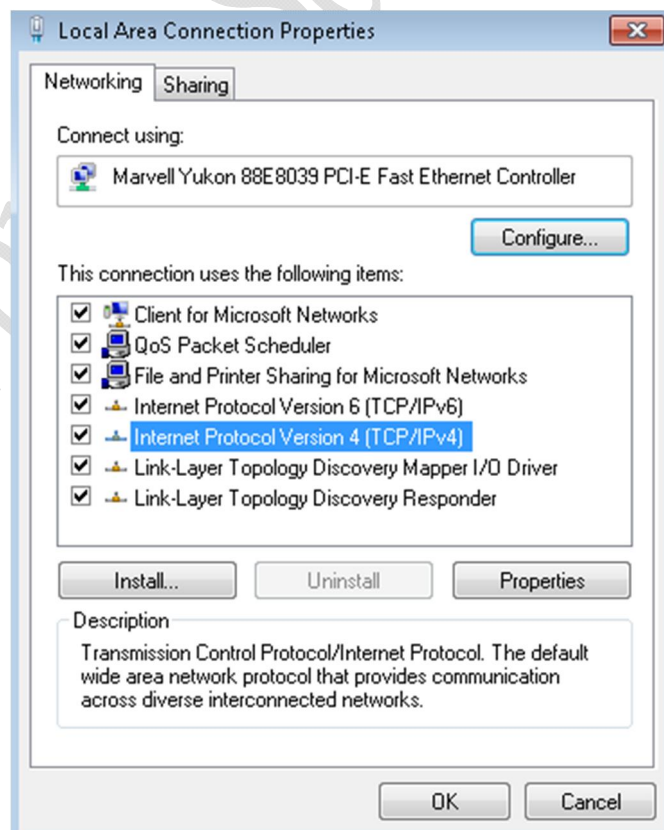 Local Area Connection Properties
Networking
Sharing
Connect using:
Marvell Yukon 88E8039 PCI-E Fast Ethernet Controller
Configure...
This connection uses the following items:
Client for Microsoft Networks
QoS Packet Scheduler
File and Printer Sharing for Microsoft Networks
Internet Protocol Version 6 (TCP/IPv6)
Internet Protocol Version 4 (TCP/IPv4)
Link-Layer Topology Discovery Mapper I/O Driver
Link-Layer Topology Discovery Responder
Install...
Uninstall
Properties
Description
Transmission Control Protocol/Internet Protocol. The default
wide area network protocol that provides communication
across diverse interconnected networks.
OK
Cancel